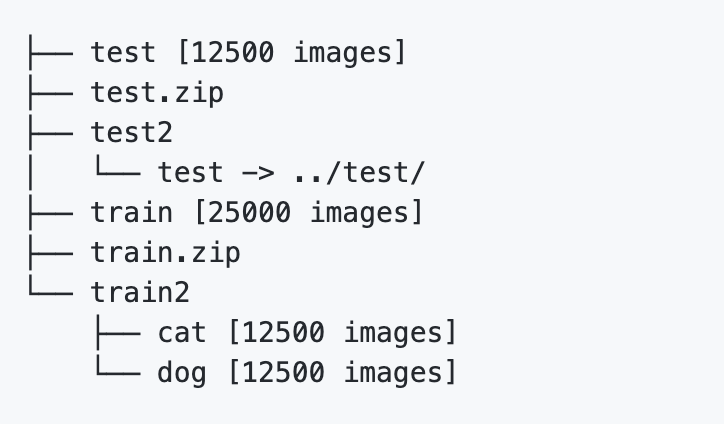 ├── test [12500 images]
├── test.zip
├── test2
│   └── test -> ../test/
├── train [25000 images]
├── train.zip
└── train2
    ├── cat [12500 images]
    └── dog [12500 images]